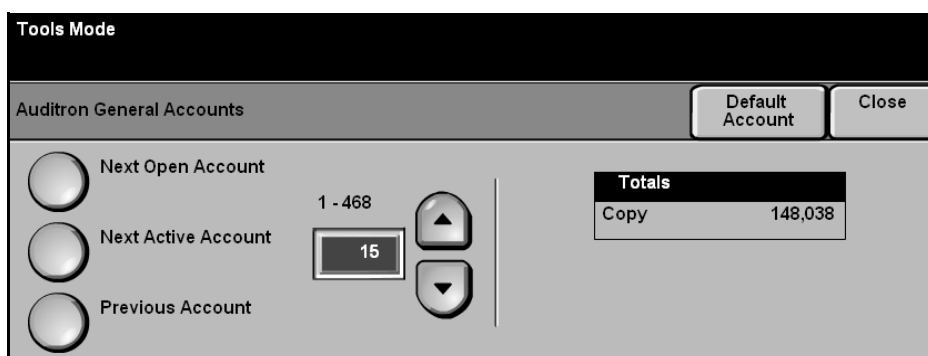 Tools Mode
Auditron General Accounts
Default
Account
Close
Next Open Account
1 - 468
15
Next Active Account
Previous Account
Totals
Copy 148,038